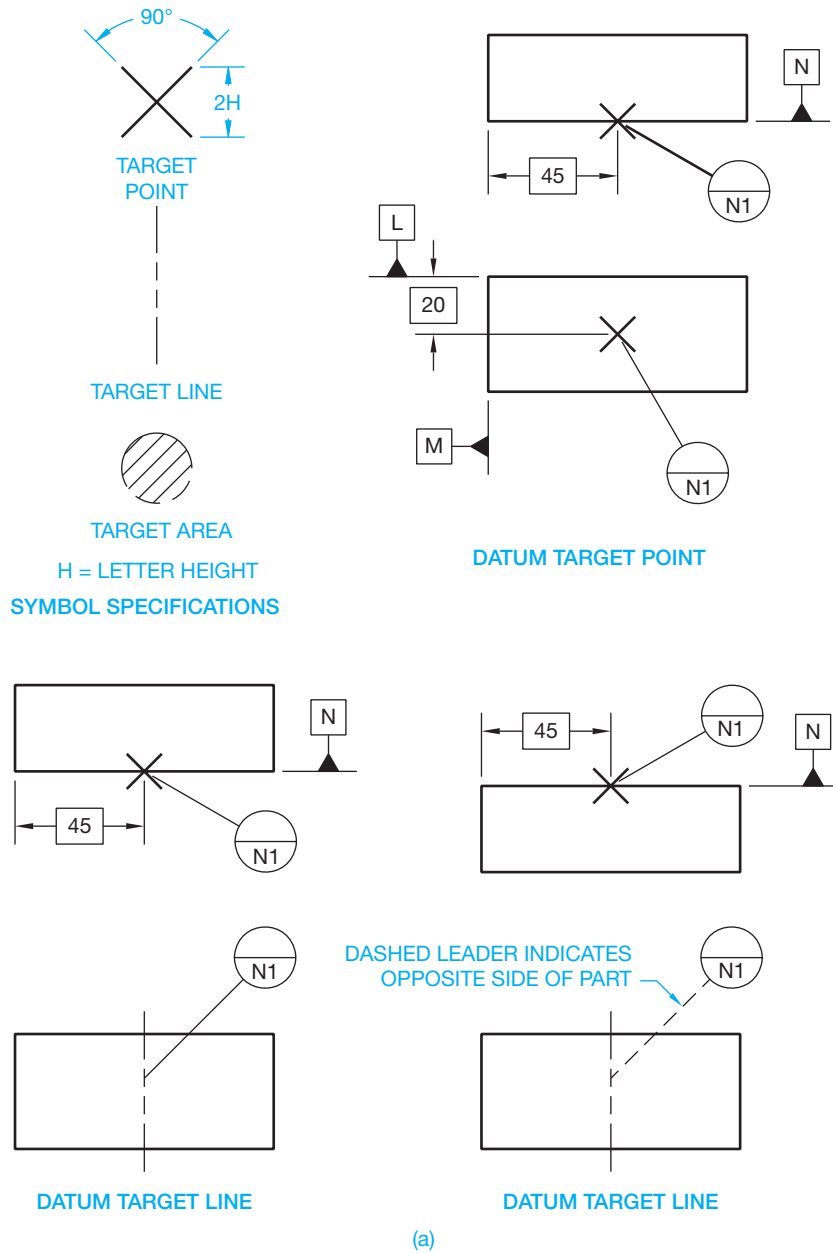 90°
2H
TARGET
POINT
TARGET LINE
TARGET AREA
H = LETTER HEIGHT
SYMBOL SPECIFICATIONS
N
45
N1
L
20
M
N1
DATUM TARGET POINT
N
45
N1
N1
DATUM TARGET LINE
N1
45
N
DASHED LEADER INDICATES
OPPOSITE SIDE OF PART
N1
DATUM TARGET LINE
(a)